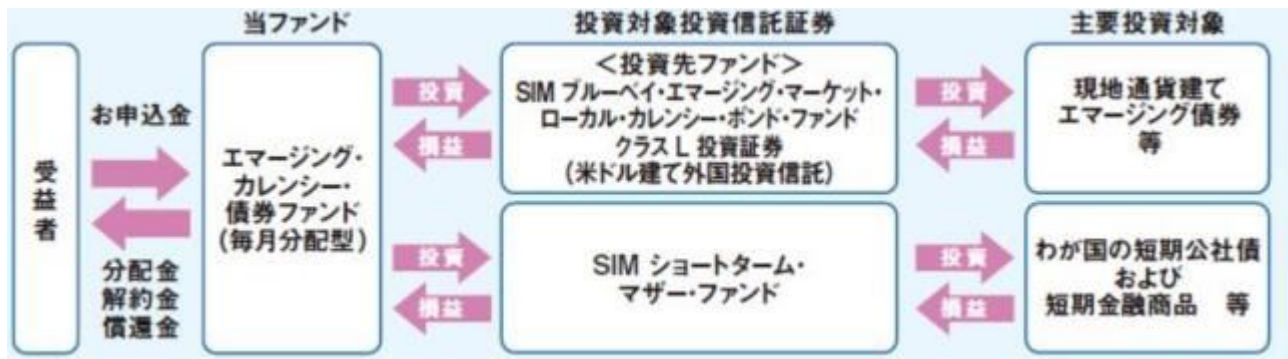 当ファンド
投資対象投資信託証券
主要投資対象
受益者
お申込金
分配金
解約金
償還金
エマージング・
カレンシー・
債券ファンド
(毎月分配型)
投資
損益
<投資先ファンド>
SIM ブルーベイ・エマージング・マーケット・
ローカル・カレンシー・ボンド・ファンド
クラス L 投資証券
(米ドル建て外国投資信託)
投資
損益
現地通貨建て
エマージング債券
等
投資
損益
SIM ショートターム・
マザー・ファンド
投資
損益
わが国の短期公社債
および
短期金融商品 等